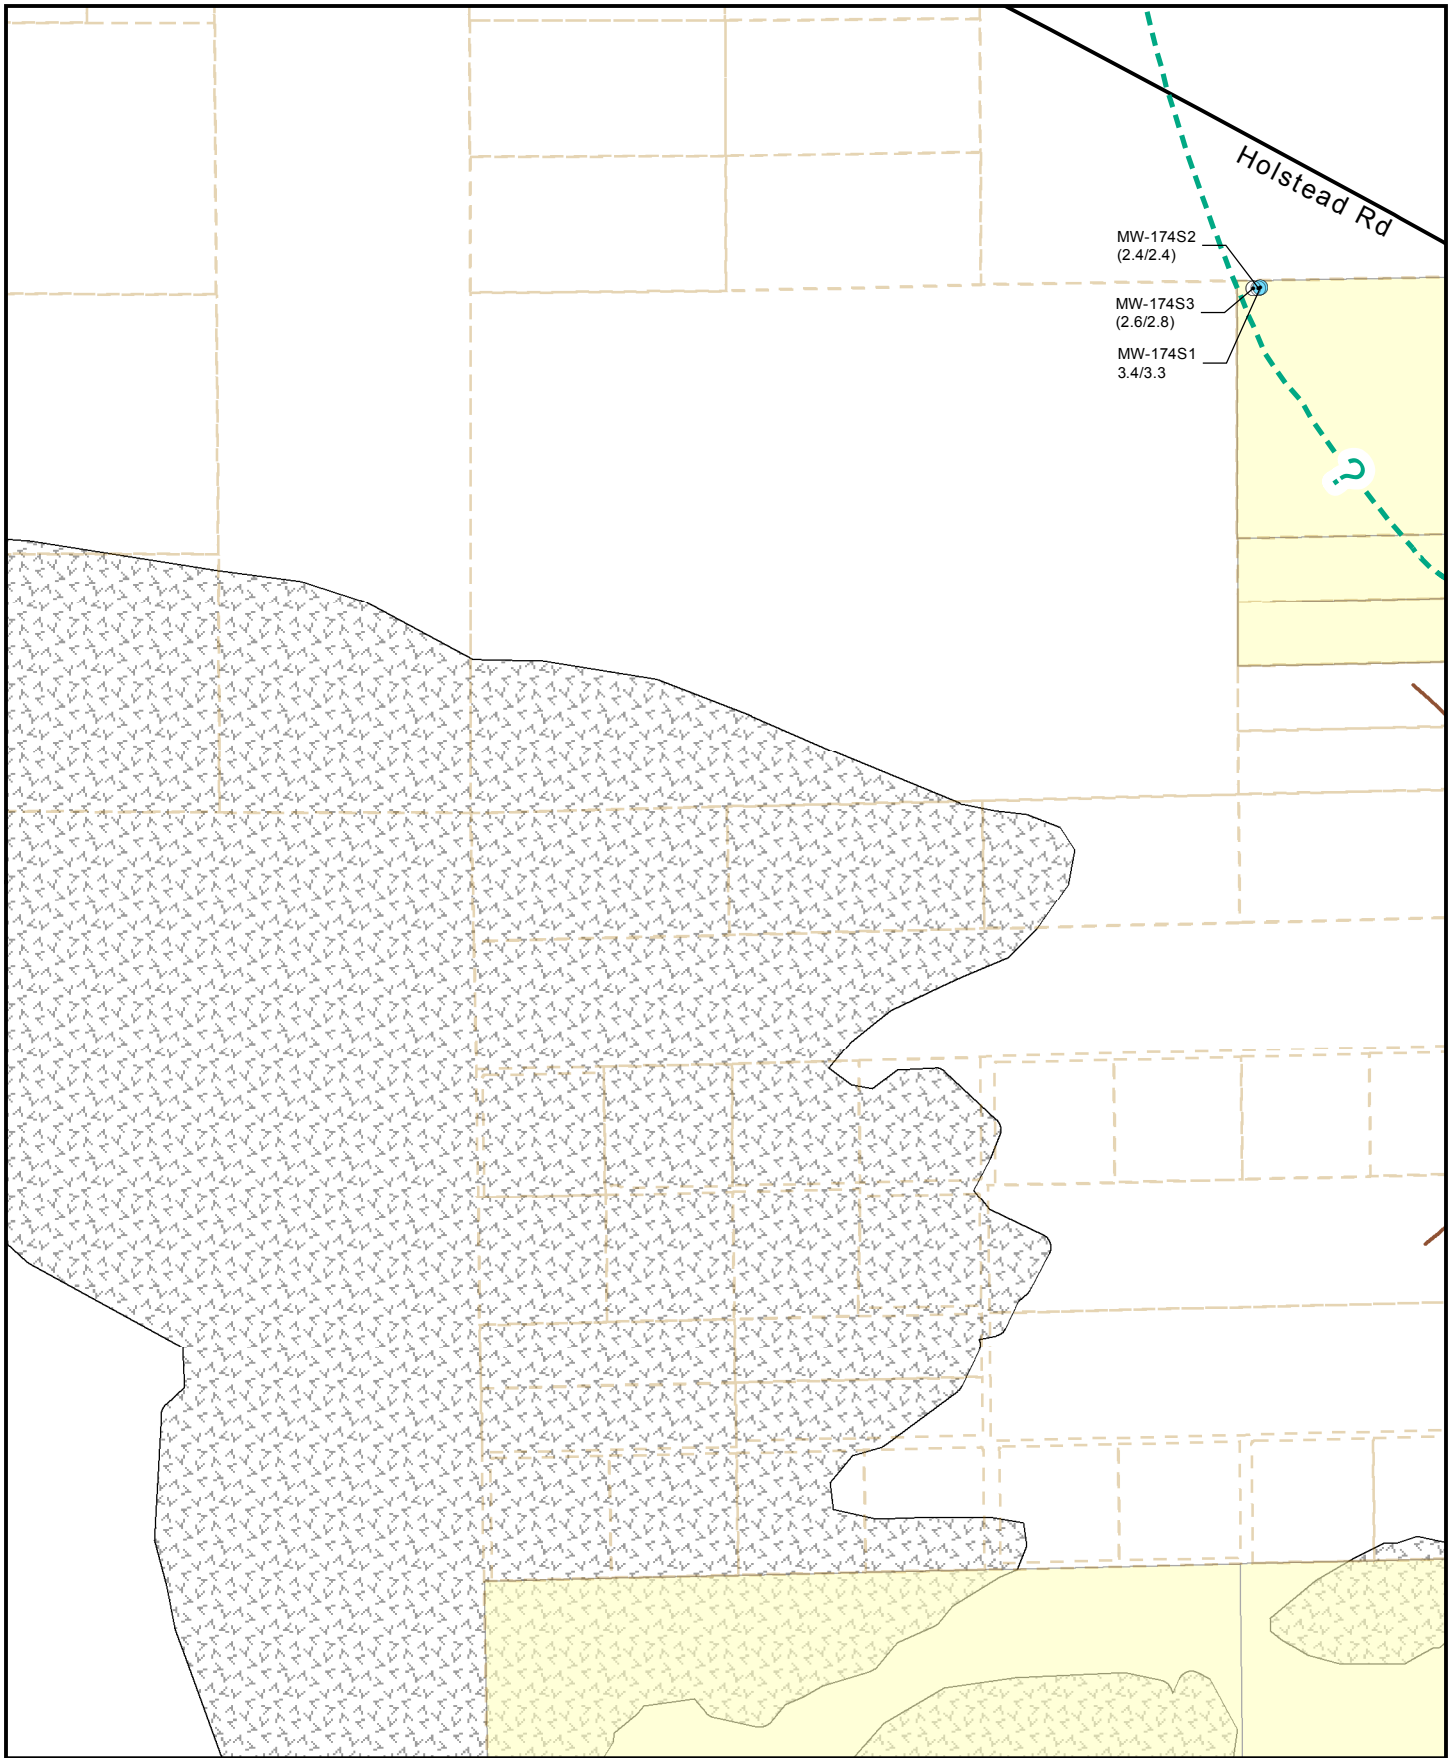 Holstead Rd
MW-174S2
(2.4/2.4)
MW-174S3
(2.6/2.8)
MW-174S1
3.4/3.3
?